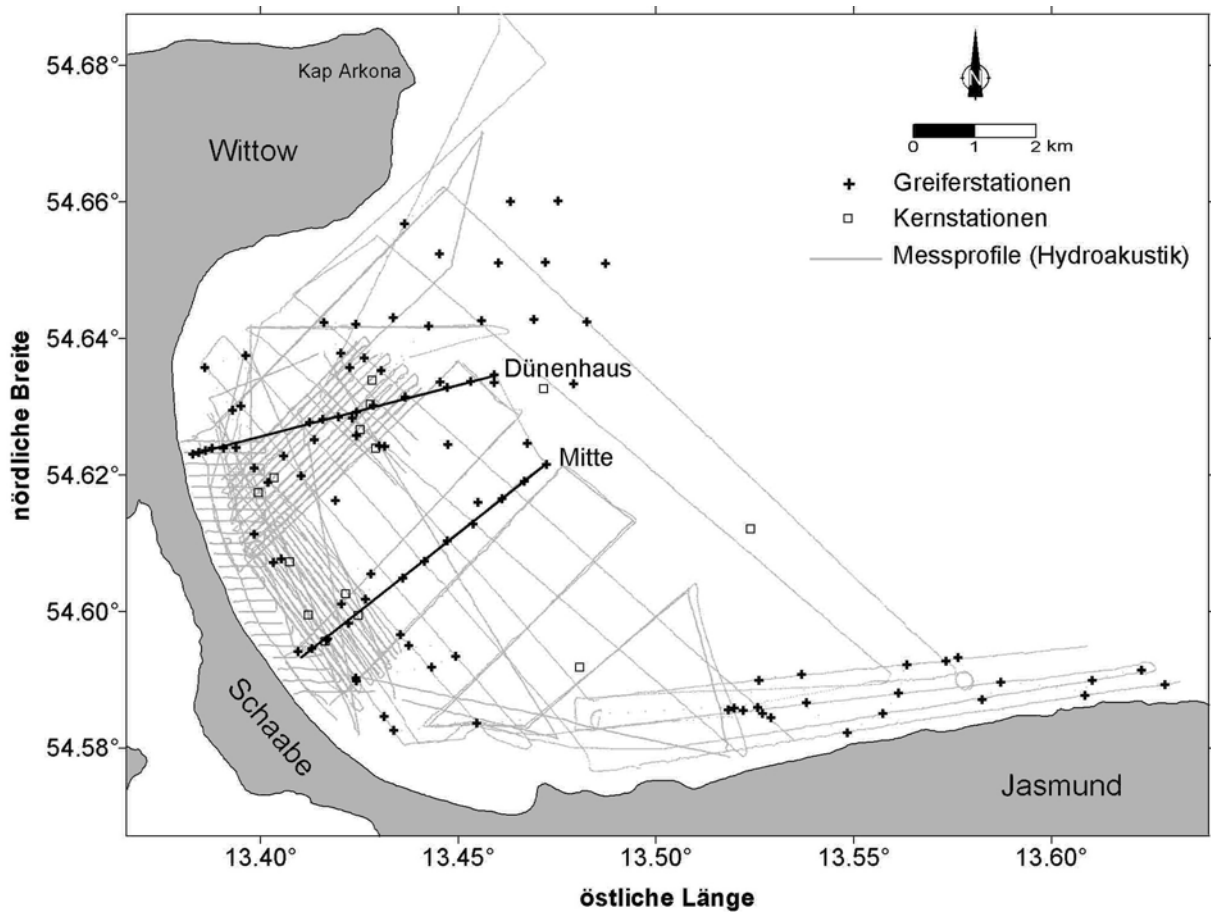 54.68°
54.66°
54.64°
54.62°
54.60°
54.58°
nördliche Breite
Kap Arkona
Wittow
N
0 1 2 km
Greiferstationen
Kernstationen
Messprofile (Hydroakustik)
Dünenhaus
Mitte
Schaabe
Jasmund
13.40° 13.45° 13.50° 13.55° 13.60°
östliche Länge